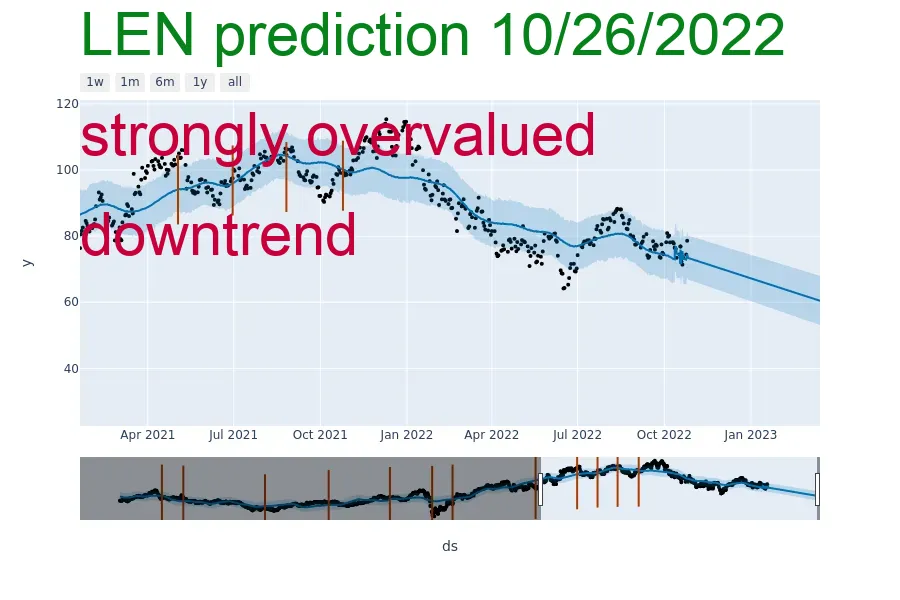 LEN prediction 10/26/2022
1w 1m 6m 1y all
strongly overvalued
downtrend
120
100
80
60
40
y
Apr 2021 Jul 2021 Oct 2021 Jan 2022 Apr 2022 Jul 2022 Oct 2022 Jan 2023
ds